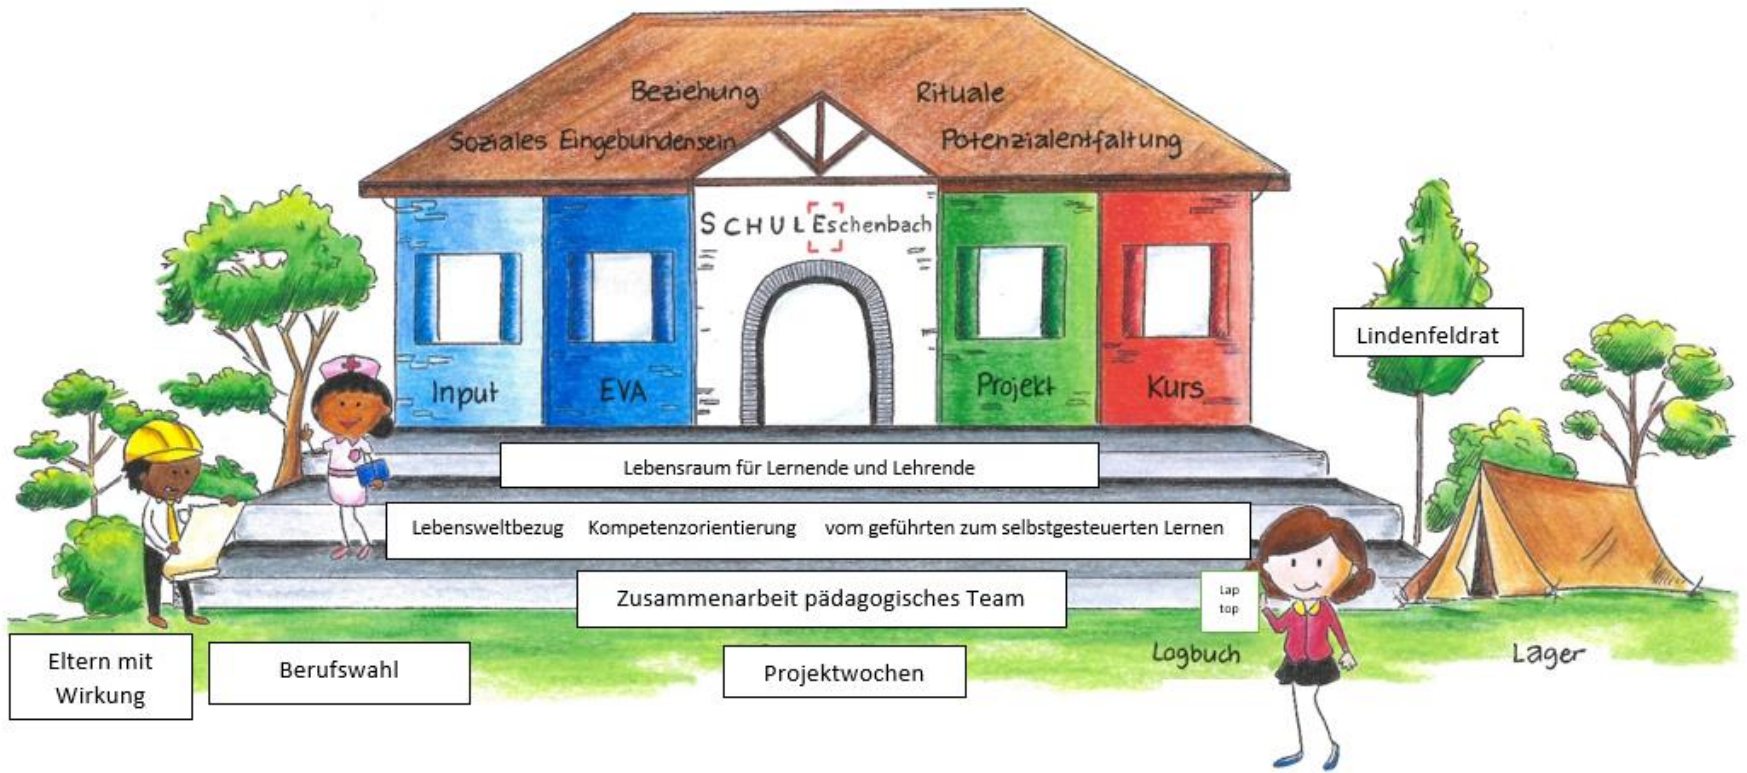 Beziehung Rituale
Soziales Eingebundensein Potenzialentfaltung
SCHULEschenbach
Input EVA Projekt Kurs
Lindenfeldrat
Lebensraum für Lernende und Lehrende
Lebensweltbezug Kompetenzorientierung vom geführten zum selbstgesteuerten Lernen
Zusammenarbeit pädagogisches Team
Lap
top
Eltern mit
Wirkung
Berufswahl
Projektwochen
Logbuch
Lager